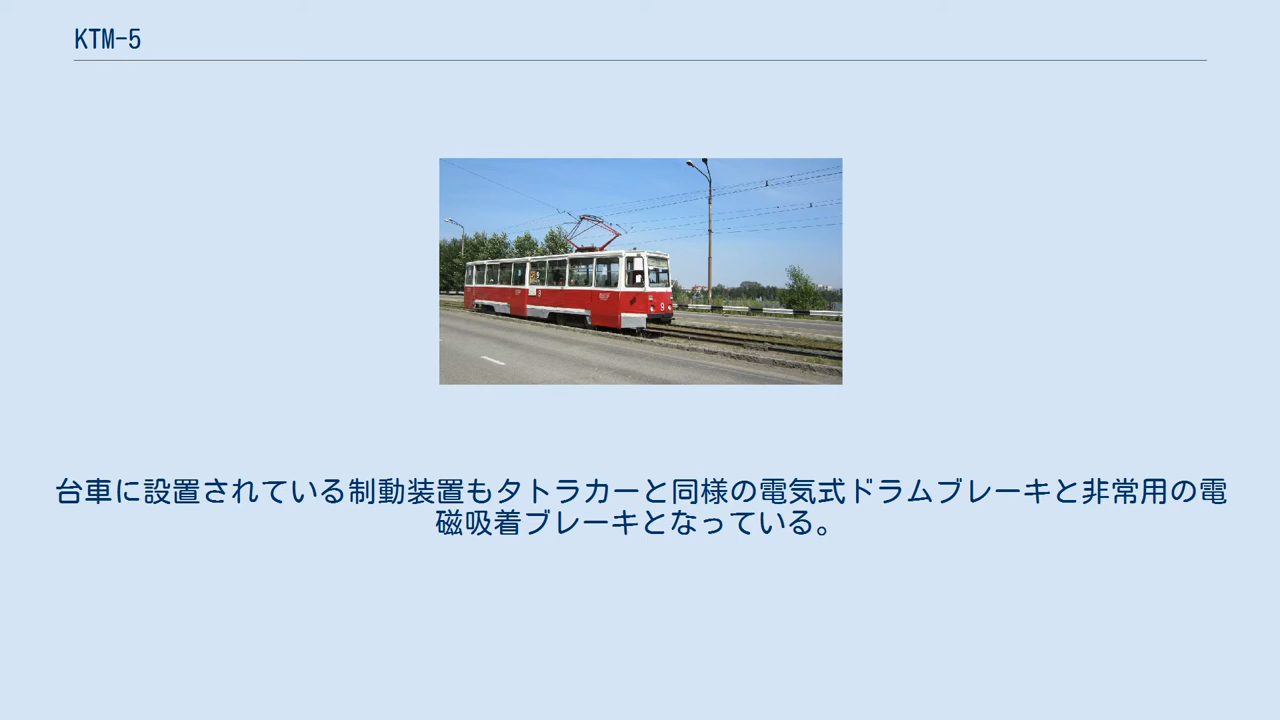 KTM-5
9
9
台車に設置されている制動装置もタトラカーと同様の電気式ドラムブレーキと非常用の電
磁吸着ブレーキとなっている。